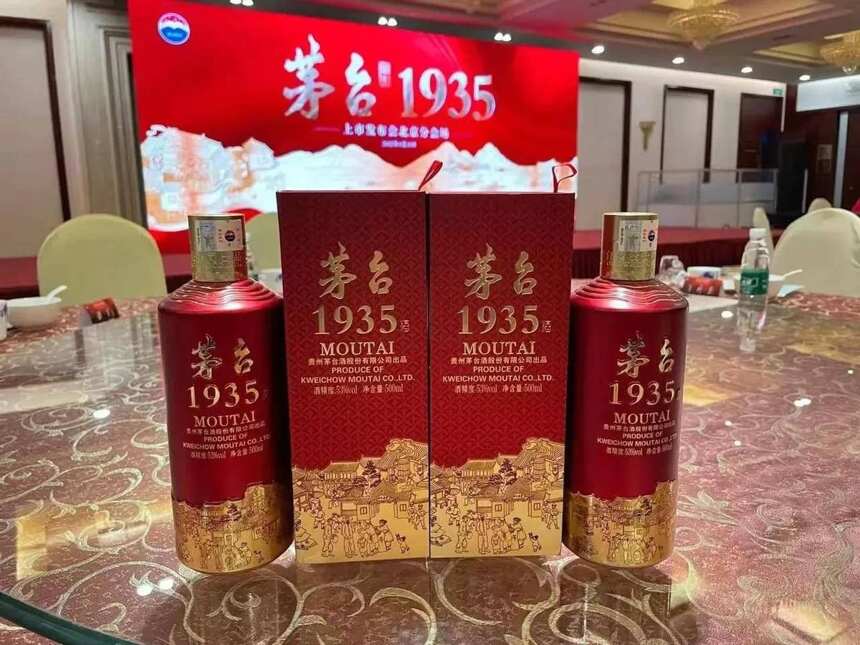 茅台 1935
上市发布会北京分会场
茅台
1935
MOUTAI
贵州茅台酒股份有限公司出品
PRODUCE OF
KWEICHOW MOUTAI CO.,LTD.
酒精度:53%vol 净含量:500ml
茅台
1935
MOUTAI
贵州茅台酒股份有限公司出品
PRODUCE OF
KWEICHOW MOUTAI CO.,LTD.
酒精度:53%vol 净含量:500ml
茅台
1935
MOUTAI
贵州茅台酒股份有限公司出品
PRODUCE OF
KWEICHOW MOUTAI CO.,LTD.
酒精度:53%vol 净含量:500ml
茅台
1935
MOUTAI
贵州茅台酒股份有限公司出品
PRODUCE OF
KWEICHOW MOUTAI CO.,LTD.
酒精度:53%vol 净含量:500ml